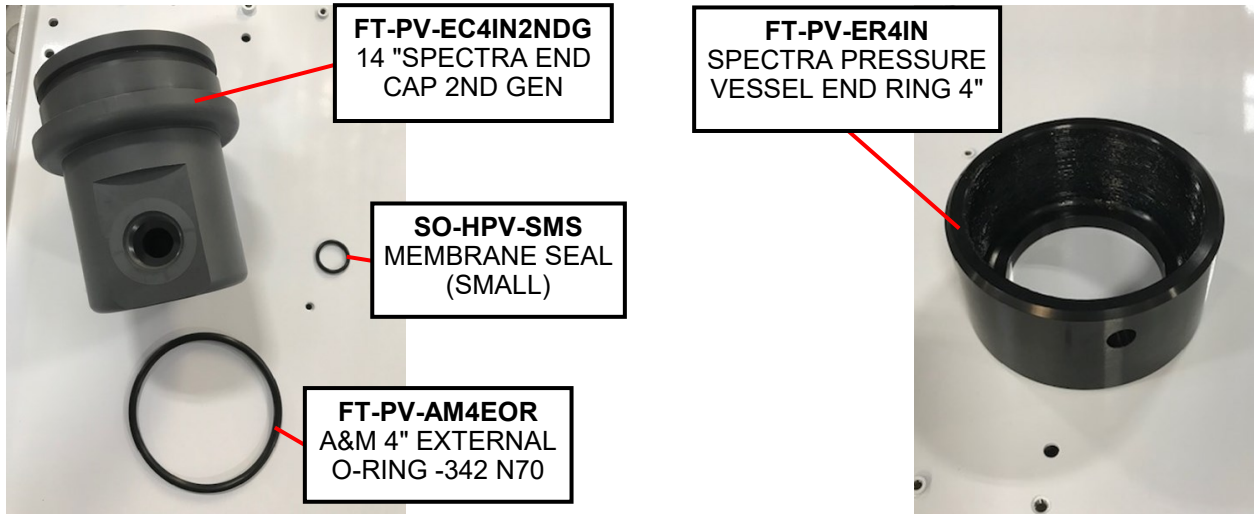 FT-PV-EC4IN2NDG
14 "SPECTRA END
CAP 2ND GEN
FT-PV-ER4IN
SPECTRA PRESSURE
VESSEL END RING 4"
SO-HPV-SMS
MEMBRANE SEAL
(SMALL)
FT-PV-AM4EOR
A&M 4" EXTERNAL
O-RING -342 N70